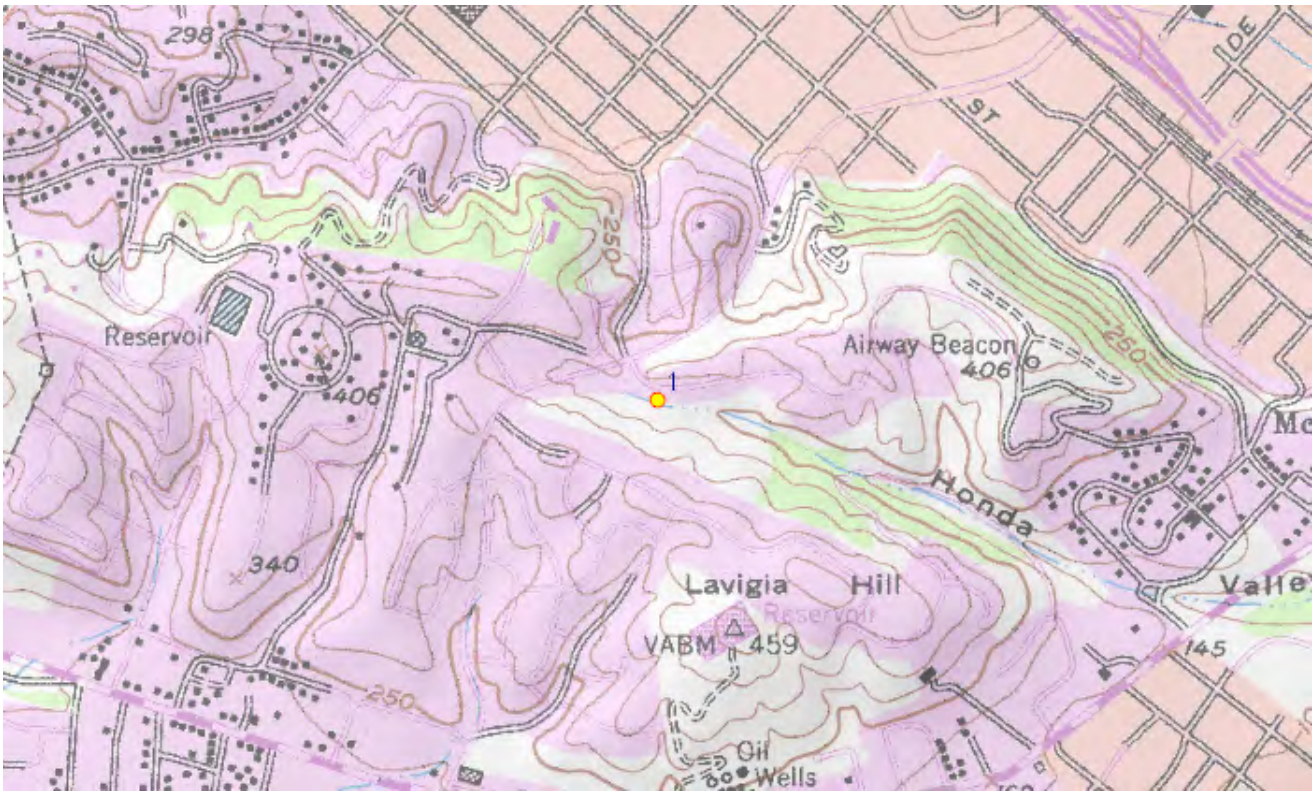 298
DE
ST
250
Reservoir
406
Airway Beacon
406
250
1
Mc
Honda
340
Lavigia Hill
Valle
Reservoir
VABM 459
145
250
Oil
Wells